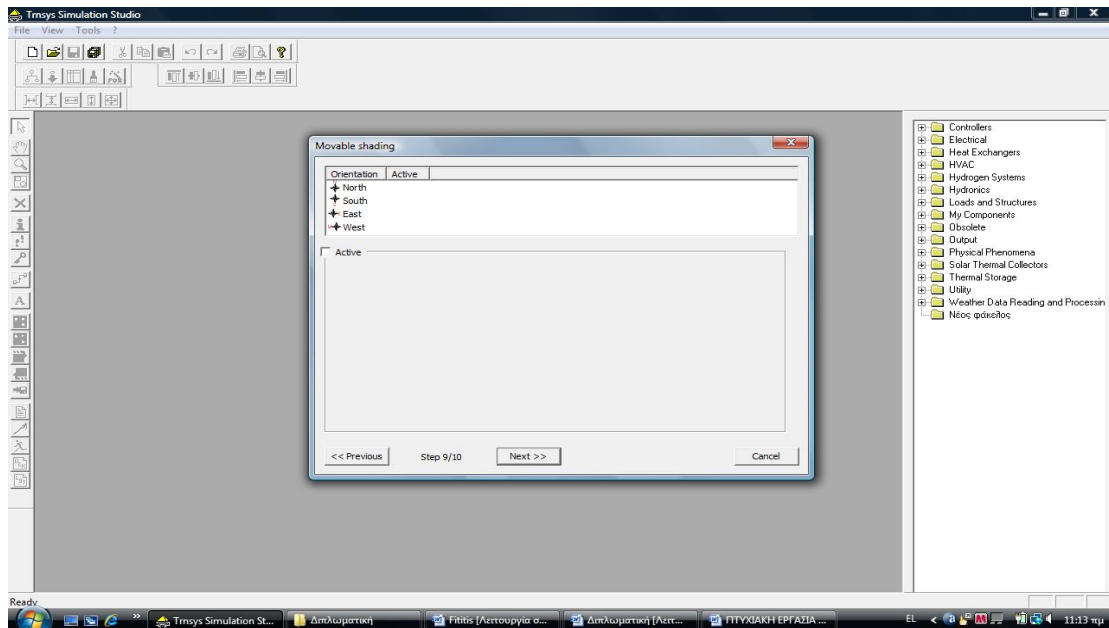 Trnsys Simulation Studio
File View Tools ?
Movable shading
Orientation Active
North
South
East
West
Active
<< Previous Step 9/10 Next >> Cancel
Controllers
Electrical
Heat Exchangers
HVAC
Hydrogen Systems
Hydronics
Loads and Structures
My Components
Obsolete
Output
Physical Phenomena
Solar Thermal Collectors
Thermal Storage
Utility
Weather Data Reading and Processin
Νέος φάκελος
Ready
Trnsys Simulation St... Διπλωματική Fititis [Λειτουργία σ... Διπλωματική [Λειτ... ΠΤΥΧΙΑΚΗ ΕΡΓΑΣΙΑ ... EL 11:13 πμ